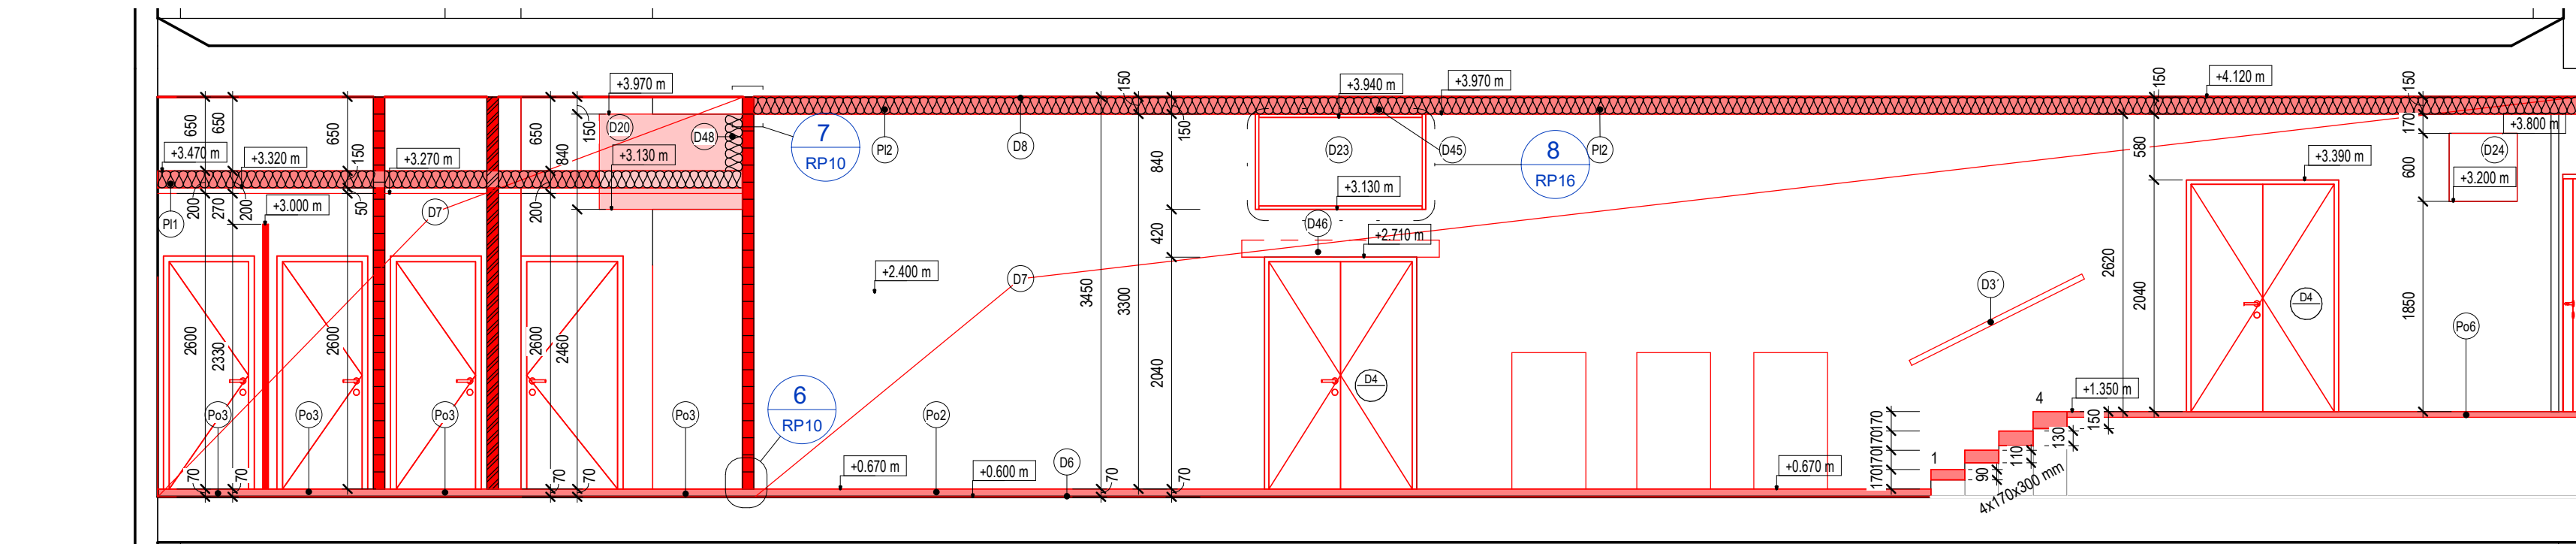 +3.970 m
+3.940 m
+3.970 m
+4.120 m
150
150
150
650
650
650
650
150
840
D20
D48
7
RP10
Pl2
D8
150
D23
D45
8
RP16
Pl2
580
170
+3.800 m
D24
+3.470 m
+3.320 m
150
+3.270 m
+3.130 m
840
+3.130 m
+3.390 m
600
+3.200 m
Pl1
200
270
200
+3.000 m
50
D7
200
420
D46
+2.710 m
+2.400 m
D7
3450
3300
2620
2040
D3´
D4
1850
Po6
2600
2330
2600
2600
2460
2040
D4
6
RP10
Po3
Po3
Po3
Po3
Po2
4
+1.350 m
150
130
110
90
170
170
170
170
1
4x170x300 mm
70
70
70
70
+0.670 m
+0.600 m
D6
70
70
+0.670 m